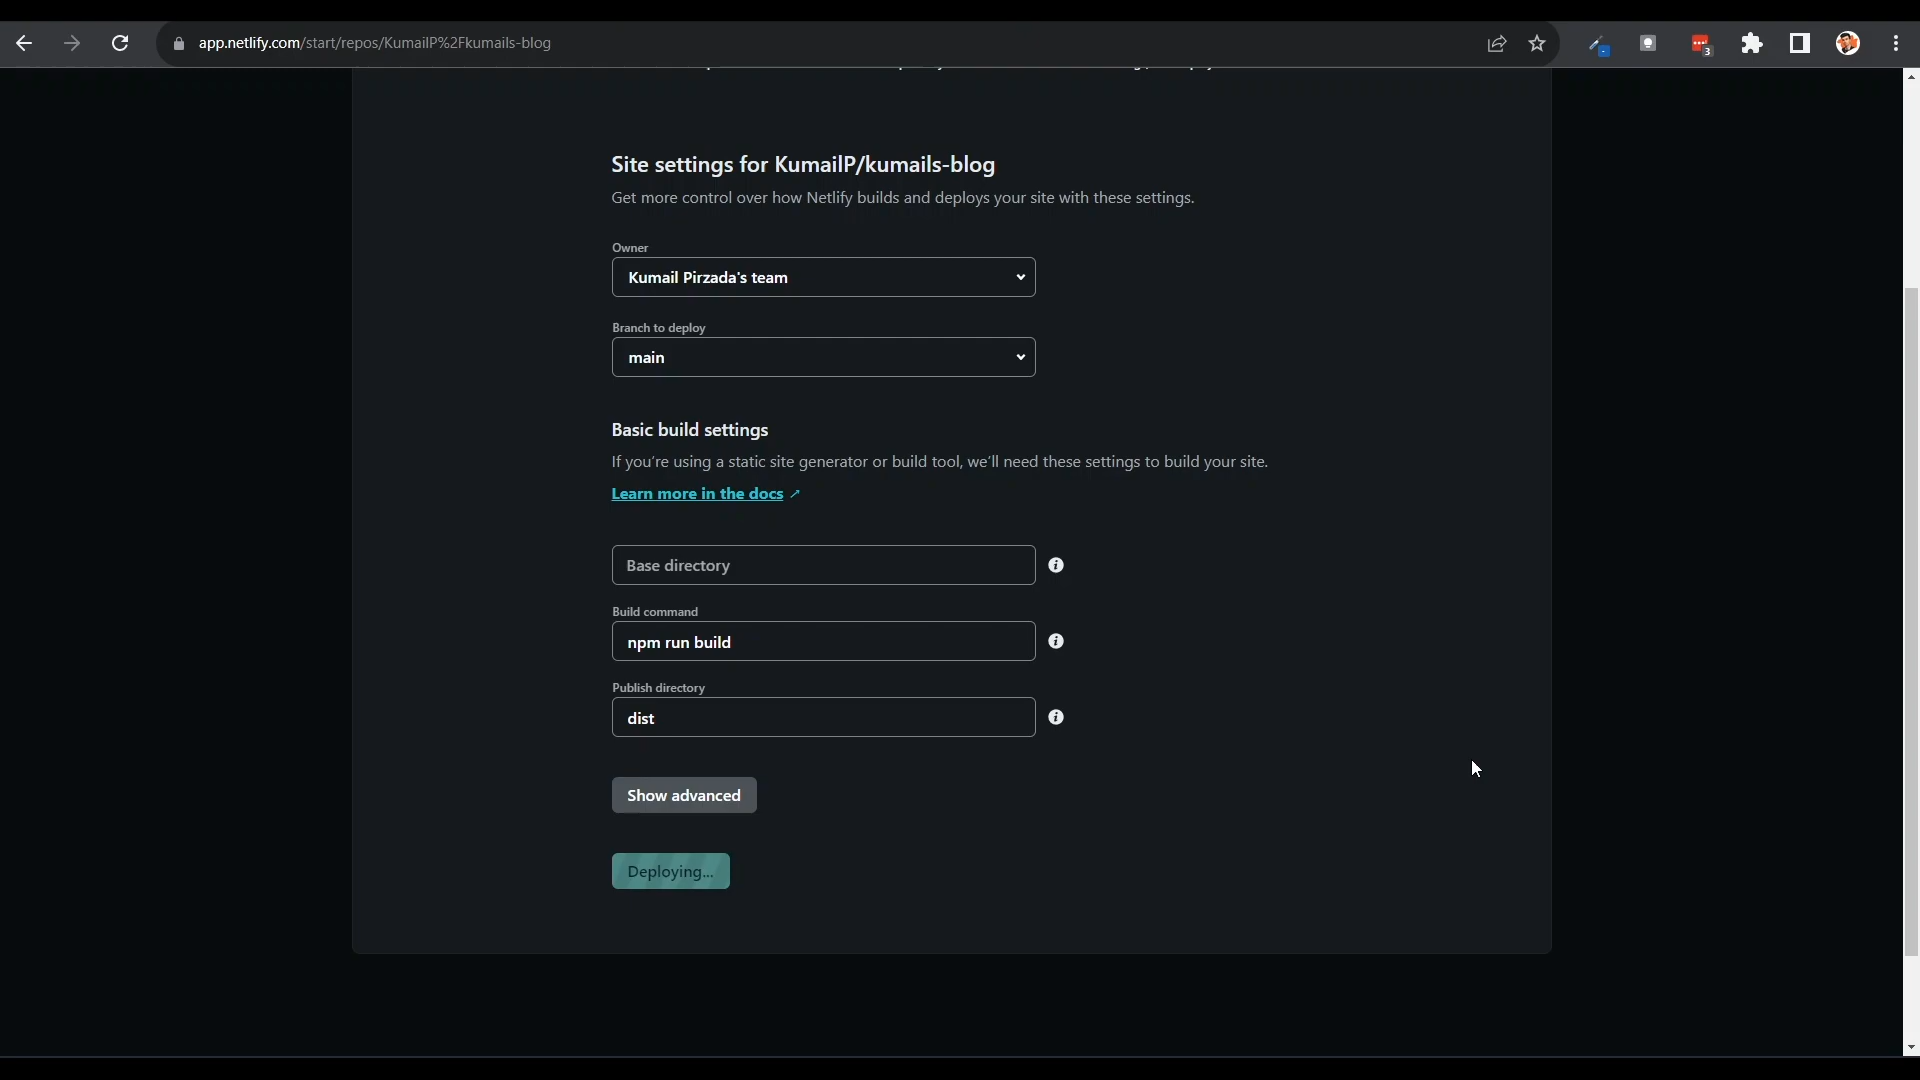 app.netlify.com/start/repos/KumailP%2Fkumails-blog
3
Site settings for KumailP/kumails-blog
Get more control over how Netlify builds and deploys your site with these settings.
Owner
Kumail Pirzada's team
Branch to deploy
main
Basic build settings
If you're using a static site generator or build tool, we'll need these settings to build your site.
Learn more in the docs ↗
Base directory
Build command
npm run build
Publish directory
dist
Show advanced
Deploying...